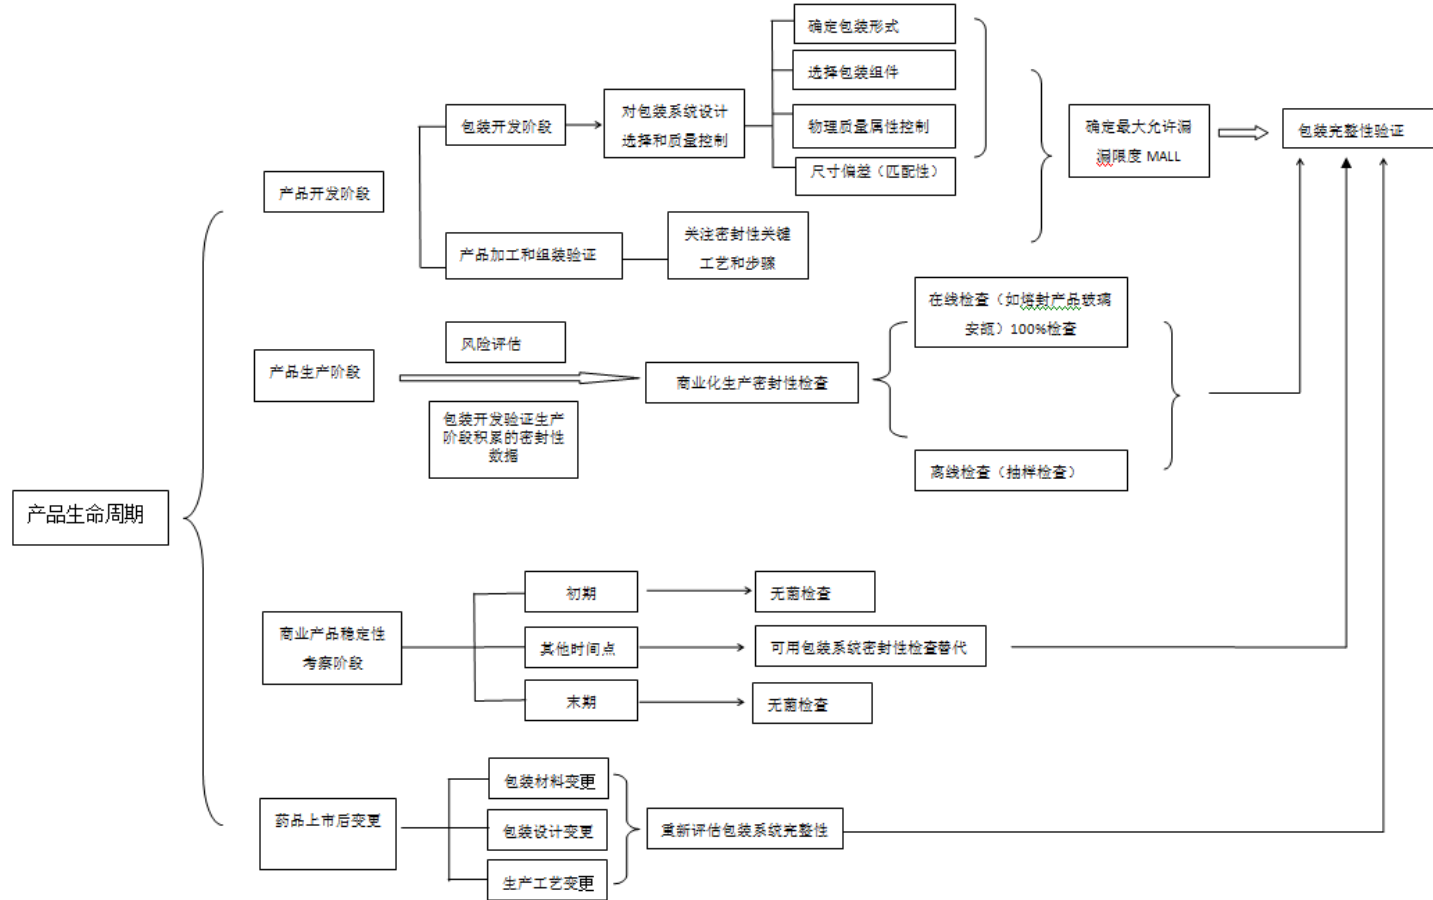 产品生命周期
产品开发阶段
包装开发阶段
对包装系统设计
选择和质量控制
确定包装形式
选择包装组件
物理质量属性控制
尺寸偏差（匹配性）
产品加工和组装验证
关注密封性关键
工艺和步骤
确定最大允许漏
漏限度 MALL
包装完整性验证
产品生产阶段
风险评估
包装开发验证生产
阶段积累的密封性
数据
商业化生产密封性检查
在线检查（如熔封产品玻璃
安瓿）100%检查
离线检查（抽样检查）
商业产品稳定性
考察阶段
初期
无菌检查
其他时间点
可用包装系统密封性检查替代
末期
无菌检查
药品上市后变更
包装材料变更
包装设计变更
生产工艺变更
重新评估包装系统完整性